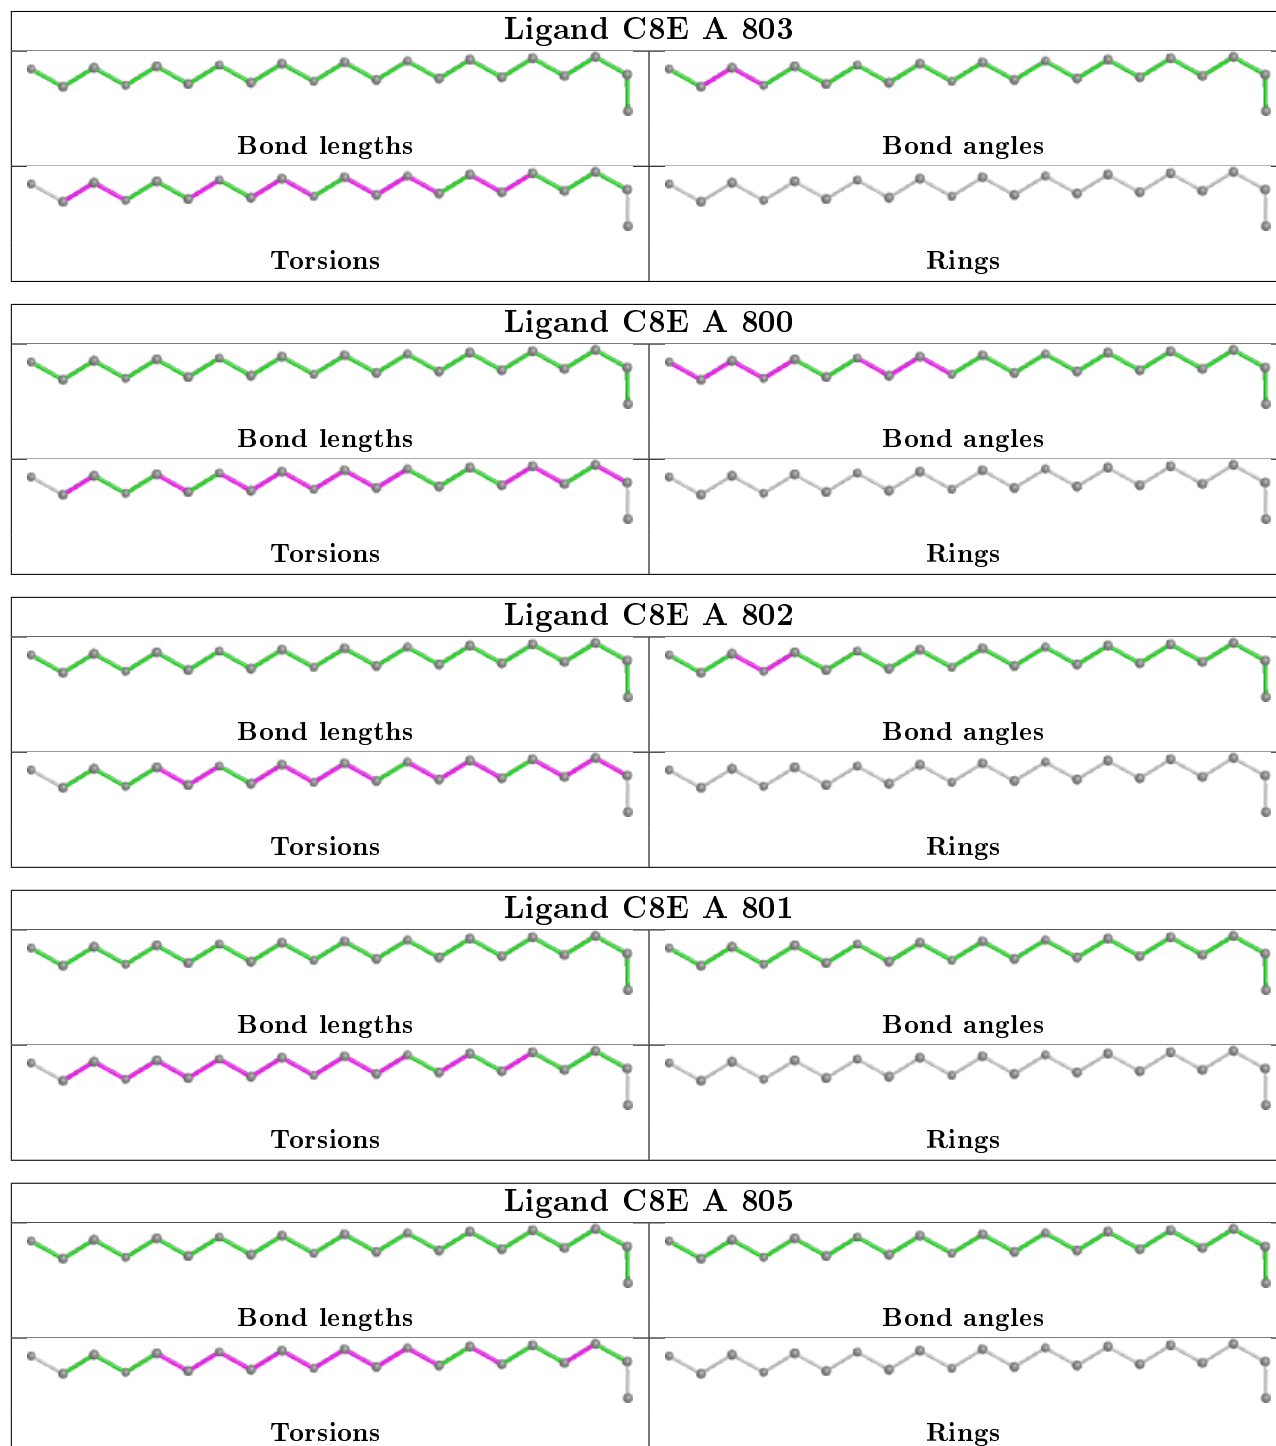 Ligand C8E A 803
Bond lengths
Bond angles
Torsions
Rings
Ligand C8E A 800
Bond lengths
Bond angles
Torsions
Rings
Ligand C8E A 802
Bond lengths
Bond angles
Torsions
Rings
Ligand C8E A 801
Bond lengths
Bond angles
Torsions
Rings
Ligand C8E A 805
Bond lengths
Bond angles
Torsions
Rings